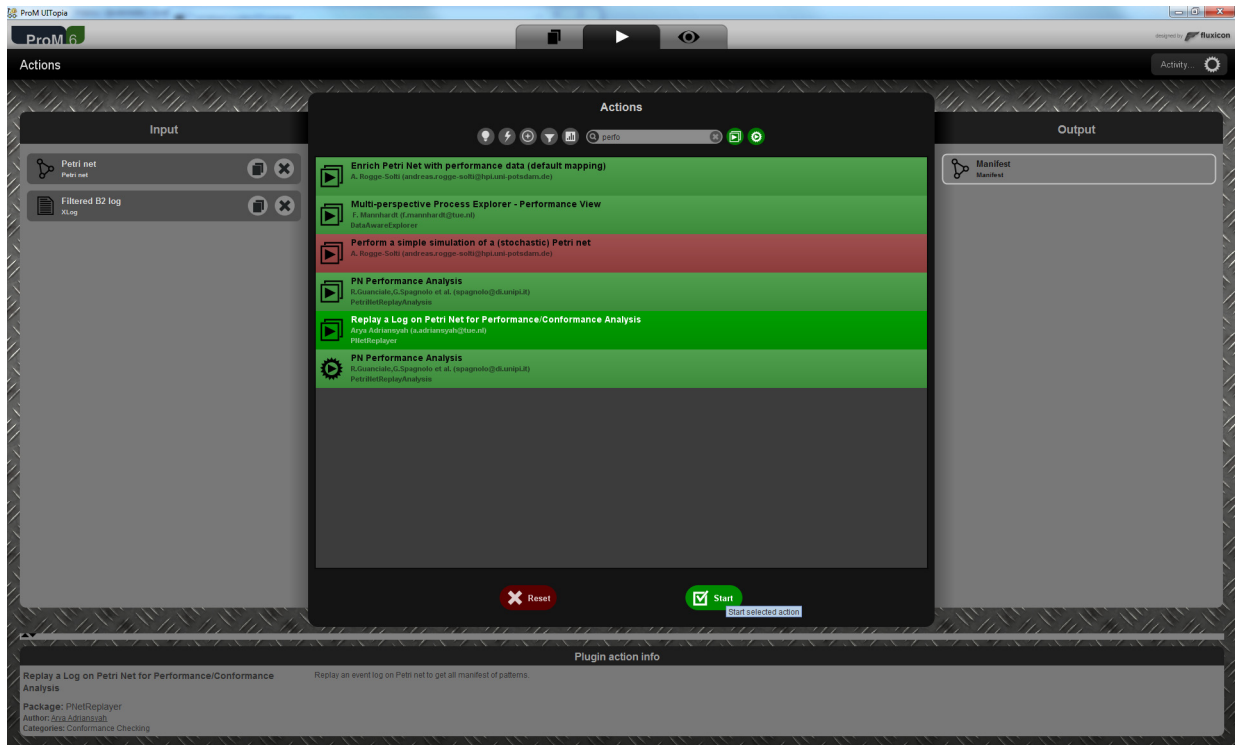 ProM UITopia
ProM 6
designed by fluxicon
Actions
Activity...
Actions
Input
perfo
Output
Petri net
Petri net
Filtered B2 log
XLog
Enrich Petri Net with performance data (default mapping)
A. Rogge-Solti (andreas.rogge-solti@hpi.uni-potsdam.de)
Multi-perspective Process Explorer - Performance View
F. Mannhardt (f.mannhardt@tue.nl)
DataAwareExplorer
Perform a simple simulation of a (stochastic) Petri net
A. Rogge-Solti (andreas.rogge-solti@hpi.uni-potsdam.de)
PN Performance Analysis
R.Guanciale,G.Spagnolo et al. (spagnolo@di.unipi.it)
PetriNetReplayAnalysis
Replay a Log on Petri Net for Performance/Conformance Analysis
Arya Adriansyah (a.adriansyah@tue.nl)
PNetReplayer
PN Performance Analysis
R.Guanciale,G.Spagnolo et al. (spagnolo@di.unipi.it)
PetriNetReplayAnalysis
Manifest
Manifest
Reset
Start
Start selected action
Plugin action info
Replay a Log on Petri Net for Performance/Conformance
Analysis
Package: PNetReplayer
Author: Arya Adriansyah
Categories: Conformance Checking
Replay an event log on Petri net to get all manifest of patterns.